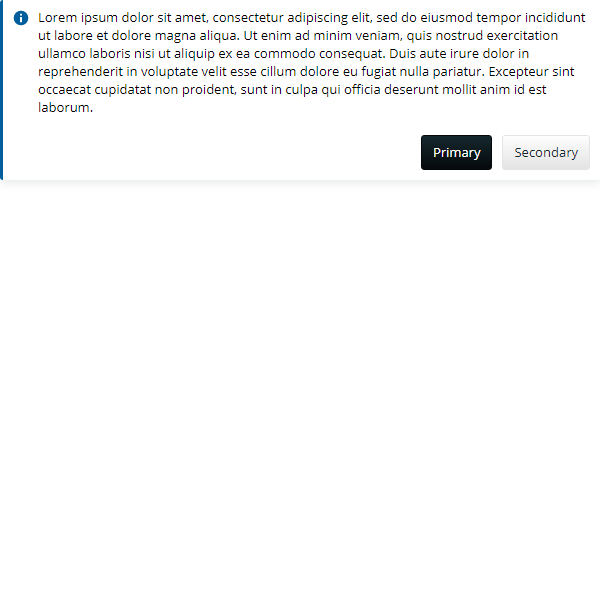 Lorem ipsum dolor sit amet, consectetur adipiscing elit, sed do eiusmod tempor incididunt
ut labore et dolore magna aliqua. Ut enim ad minim veniam, quis nostrud exercitation
ullamco laboris nisi ut aliquip ex ea commodo consequat. Duis aute irure dolor in
reprehenderit in voluptate velit esse cillum dolore eu fugiat nulla pariatur. Excepteur sint
occaecat cupidatat non proident, sunt in culpa qui officia deserunt mollit anim id est
laborum.
Primary Secondary